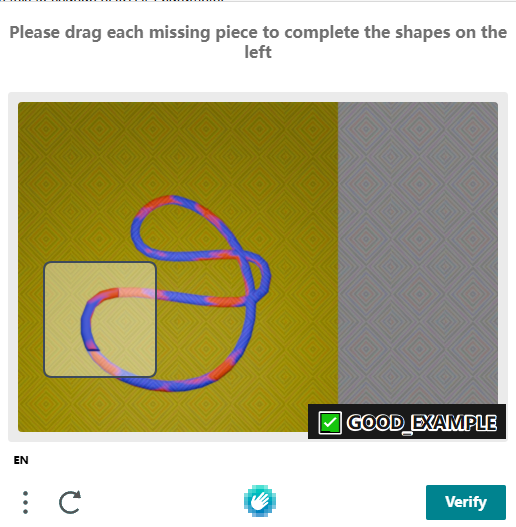 Please drag each missing piece to complete the shapes on the
left
✅ GOOD_EXAMPLE
EN
Verify